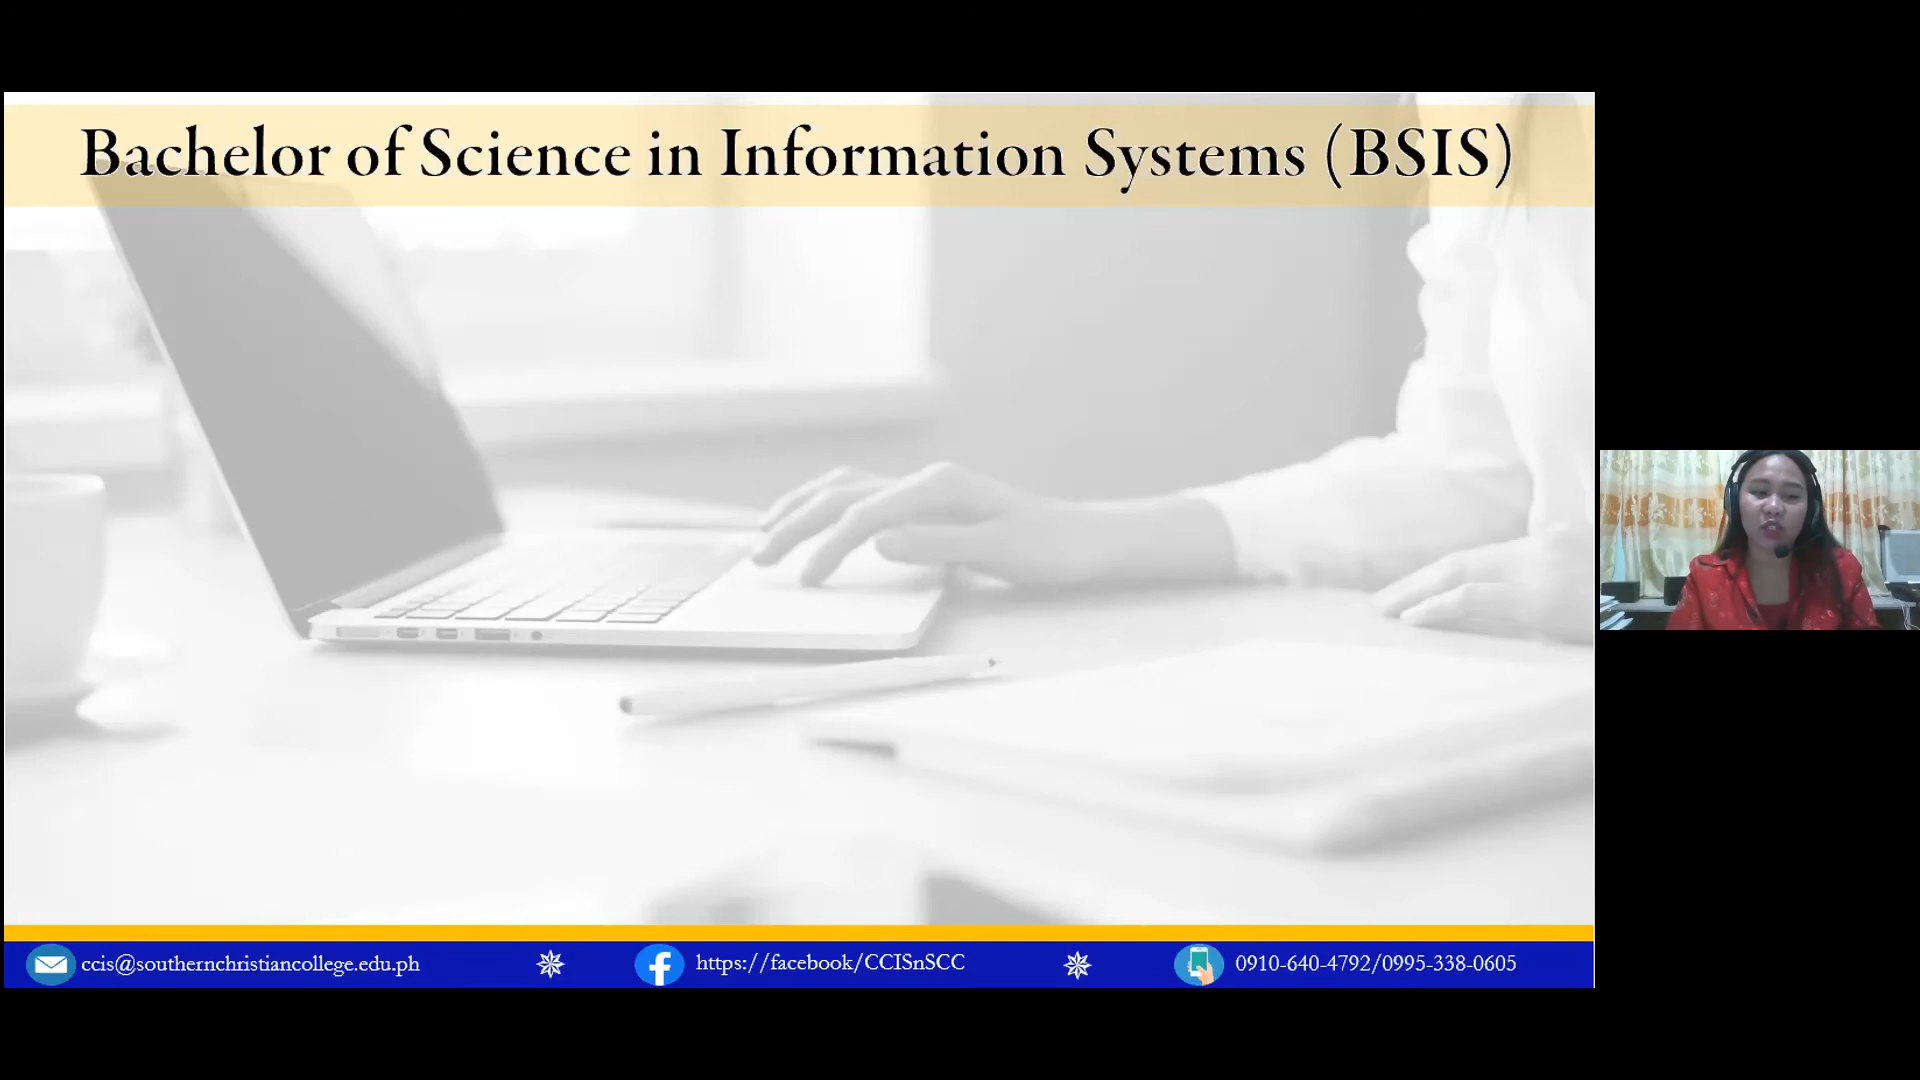 Bachelor of Science in Information Systems (BSIS)
ccis@southernchristiancollege.edu.ph
https://facebook/CCISnSCC
0910-640-4792/0995-338-0605